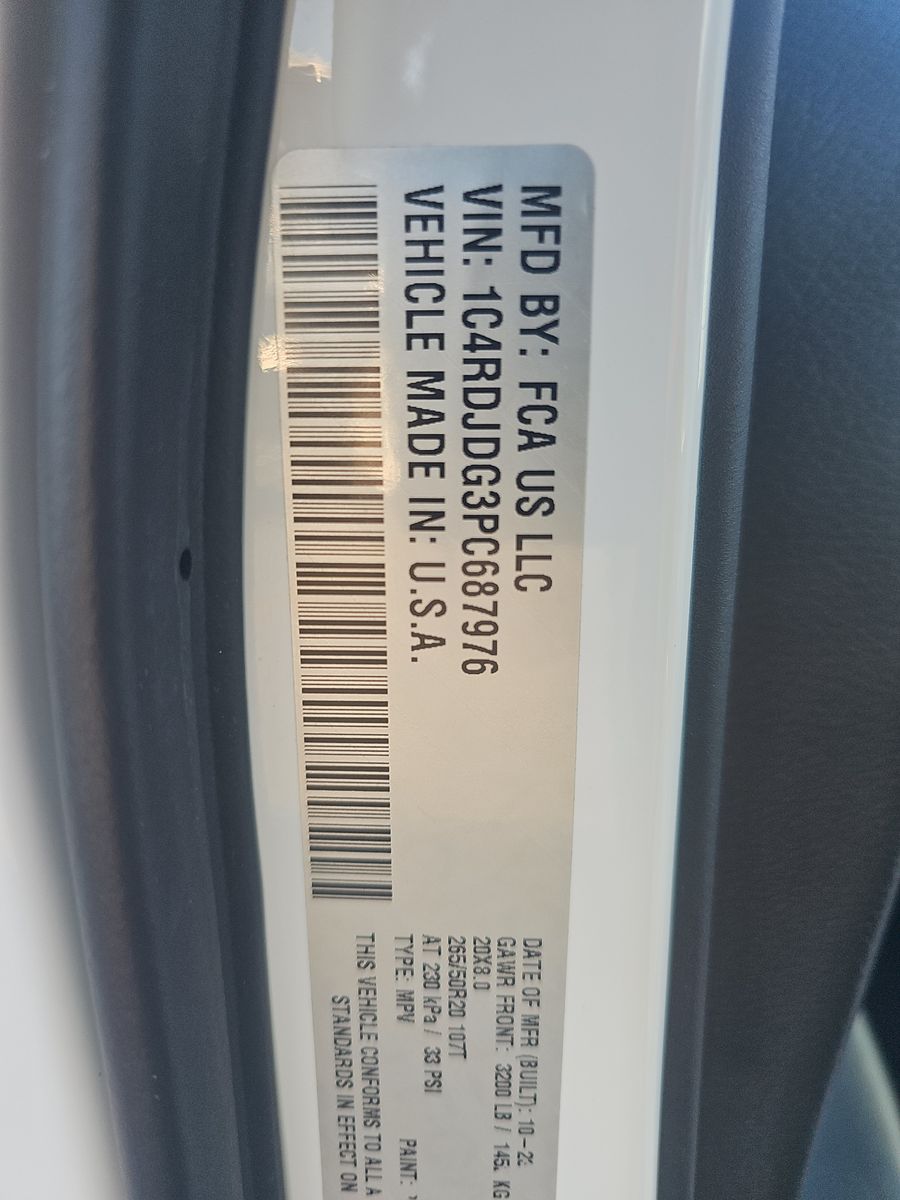 MFD BY: FCA US LLC
VIN: 1C4RDJDG3PC687976
VEHICLE MADE IN: U.S.A.
DATE OF MFR (BUILT): 10-2
GAWR FRONT: 3200 LB / 145 KG
20X8.0
265/50R20 107T
AT 230 kPa / 33 PSI
TYPE: MPV PAINT:
THIS VEHICLE CONFORMS TO ALL A
STANDARDS IN EFFECT ON